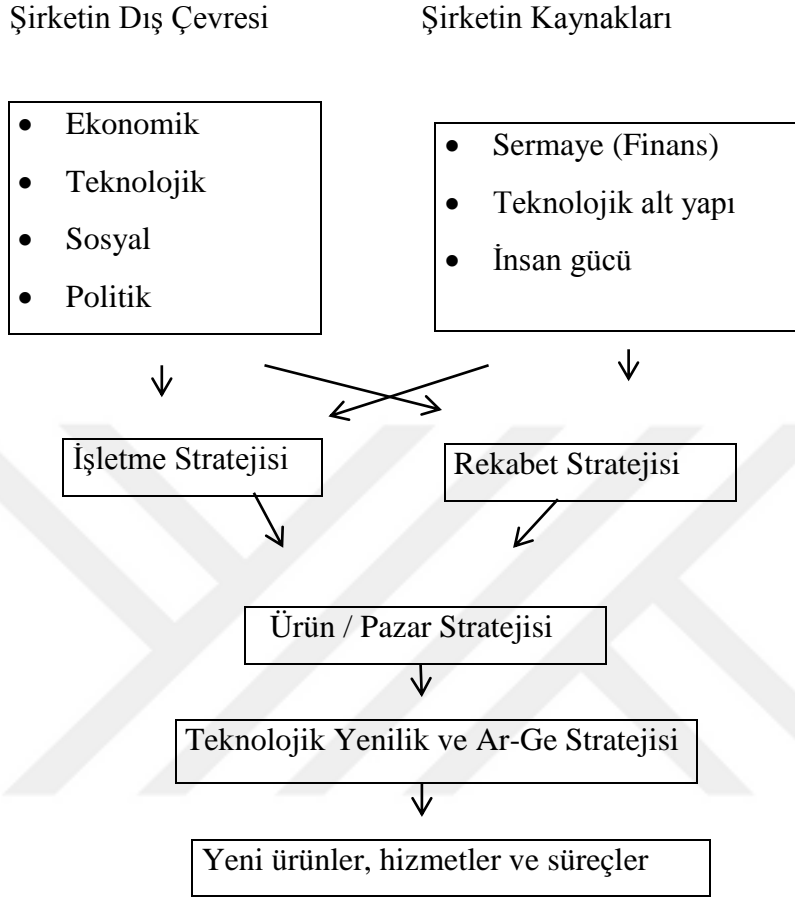 Şirketin Dış Çevresi
Şirketin Kaynakları
• Ekonomik
• Teknolojik
• Sosyal
• Politik
• Sermaye (Finans)
• Teknolojik alt yapı
• İnsan gücü
İşletme Stratejisi
Rekabet Stratejisi
Ürün / Pazar Stratejisi
Teknolojik Yenilik ve Ar-Ge Stratejisi
Yeni ürünler, hizmetler ve süreçler